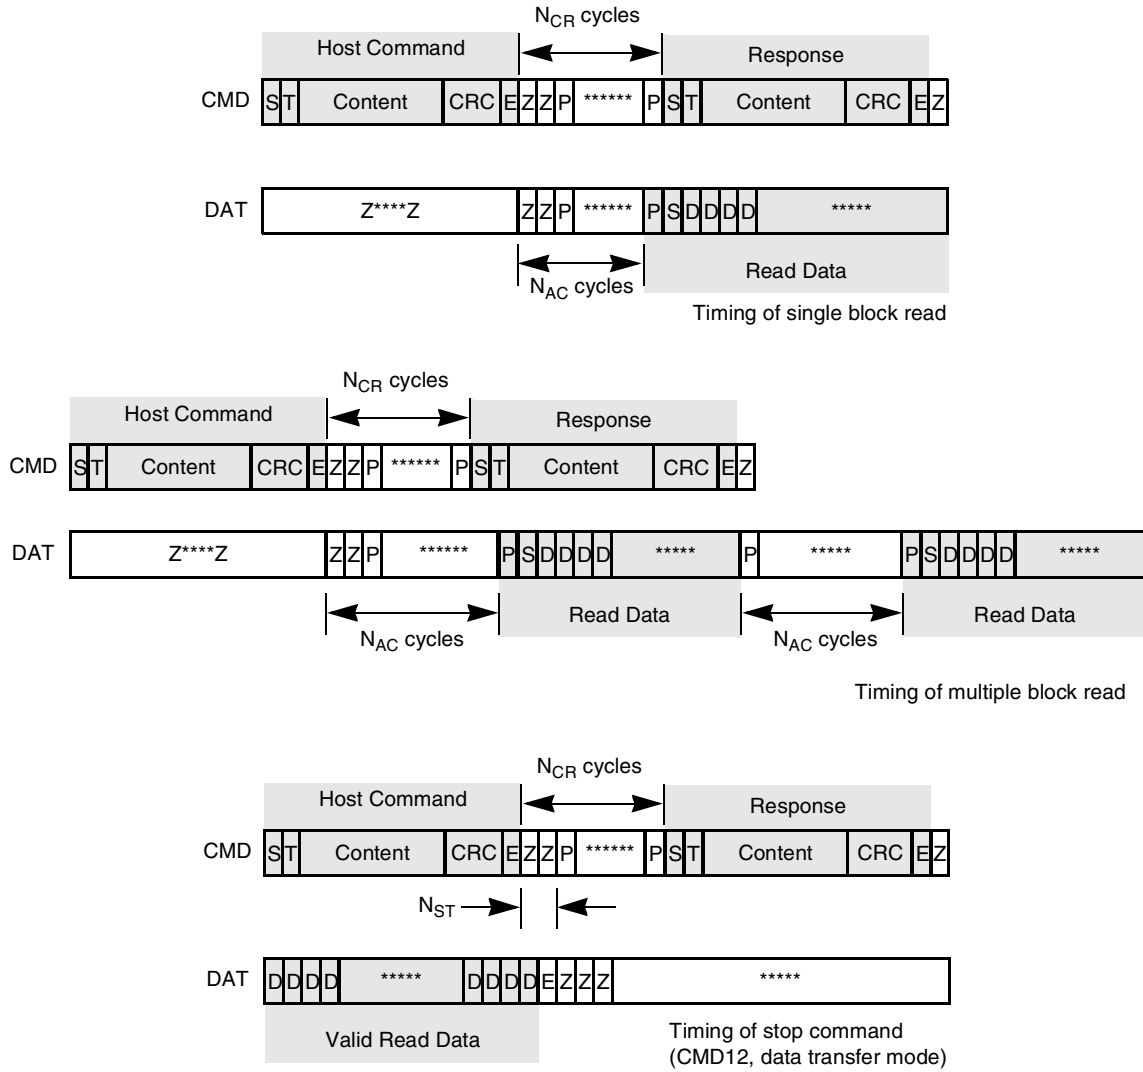 N_CR cycles
Host Command
Response
CMD S T Content CRC E Z Z P ****** P S T Content CRC E Z
DAT Z****Z Z Z P ****** P S D D D D *****
N_AC cycles
Read Data
Timing of single block read
N_CR cycles
Host Command
Response
CMD S T Content CRC E Z Z P ****** P S T Content CRC E Z
DAT Z****Z Z Z P ****** P S D D D D ***** P ***** P S D D D D *****
N_AC cycles
Read Data
N_AC cycles
Read Data
Timing of multiple block read
N_CR cycles
Host Command
Response
CMD S T Content CRC E Z Z P ****** P S T Content CRC E Z
N_ST
DAT D D D D ***** D D D D E Z Z Z *****
Valid Read Data
Timing of stop command
(CMD12, data transfer mode)